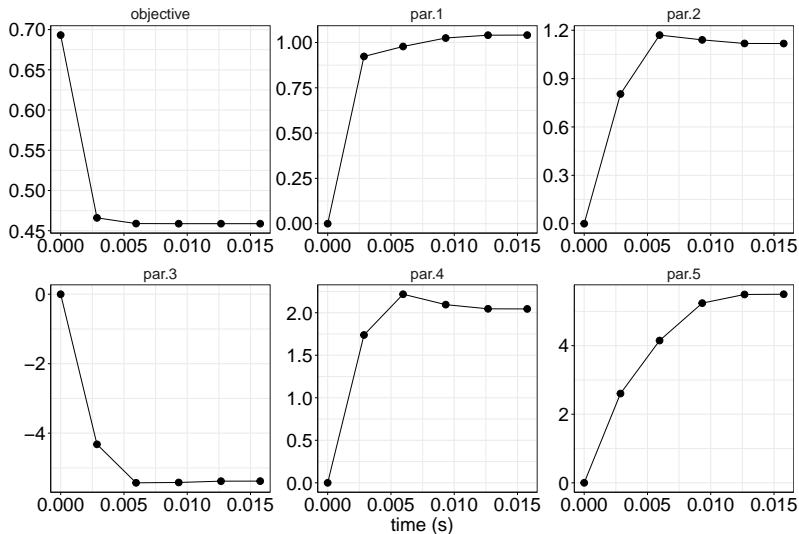 objective par.1 par.2
0.70 1.00 1.2
0.65
0.60 0.75 0.9
0.55 0.50 0.6
0.50 0.25 0.3
0.45 0.00 0.0
0.000 0.005 0.010 0.015 0.000 0.005 0.010 0.015 0.000 0.005 0.010 0.015
par.3 par.4 par.5
0 2.0 4
−2 1.5
1.0 2
−4 0.5
0.0 0
0.000 0.005 0.010 0.015 0.000 0.005 0.010 0.015 0.000 0.005 0.010 0.015
time (s)